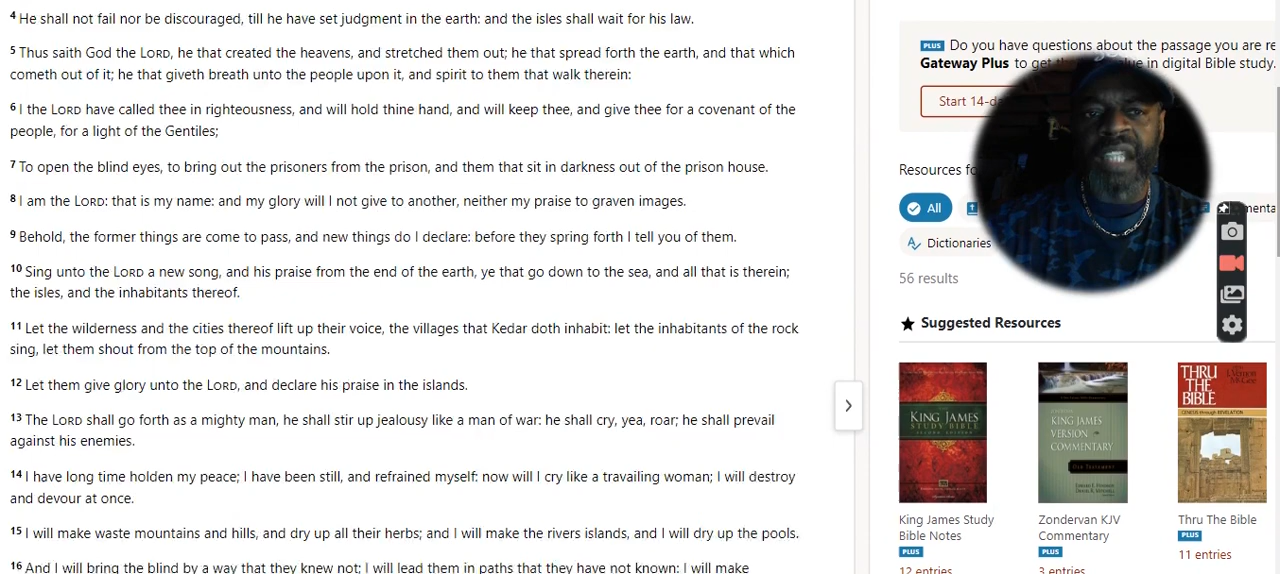 4 He shall not fail nor be discouraged, till he have set judgment in the earth: and the isles shall wait for his law.
5 Thus saith God the LORD, he that created the heavens, and stretched them out; he that spread forth the earth, and that which
cometh out of it; he that giveth breath unto the people upon it, and spirit to them that walk therein:
6 I the LORD have called thee in righteousness, and will hold thine hand, and will keep thee, and give thee for a covenant of the
people, for a light of the Gentiles;
7 To open the blind eyes, to bring out the prisoners from the prison, and them that sit in darkness out of the prison house.
8 I am the LORD: that is my name: and my glory will I not give to another, neither my praise to graven images.
9 Behold, the former things are come to pass, and new things do I declare: before they spring forth I tell you of them.
10 Sing unto the LORD a new song, and his praise from the end of the earth, ye that go down to the sea, and all that is therein;
the isles, and the inhabitants thereof.
11 Let the wilderness and the cities thereof lift up their voice, the villages that Kedar doth inhabit: let the inhabitants of the rock
sing, let them shout from the top of the mountains.
12 Let them give glory unto the LORD, and declare his praise in the islands.
13 The LORD shall go forth as a mighty man, he shall stir up jealousy like a man of war: he shall cry, yea, roar; he shall prevail
against his enemies.
14 I have long time holden my peace; I have been still, and refrained myself: now will I cry like a travailing woman; I will destroy
and devour at once.
15 I will make waste mountains and hills, and dry up all their herbs; and I will make the rivers islands, and I will dry up the pools.
16 And I will bring the blind by a way that they knew not; I will lead them in paths that they have not known: I will make
PLUS Do you have questions about the passage you are
Gateway Plus to get in digital Bible study.
Start
Resources
All
Dictionaries
56 results
Suggested Resources
KING JAMES
STUDY BIBLE
SECOND EDITION
KING JAMES
VERSION
COMMENTARY
Old Testament
THRU
THE
BIBLE
GENESIS through REVELATION
King James Study
Bible Notes
PLUS
12 entries
Zondervan KJV
Commentary
PLUS
3 entries
Thru The Bible
PLUS
11 entries